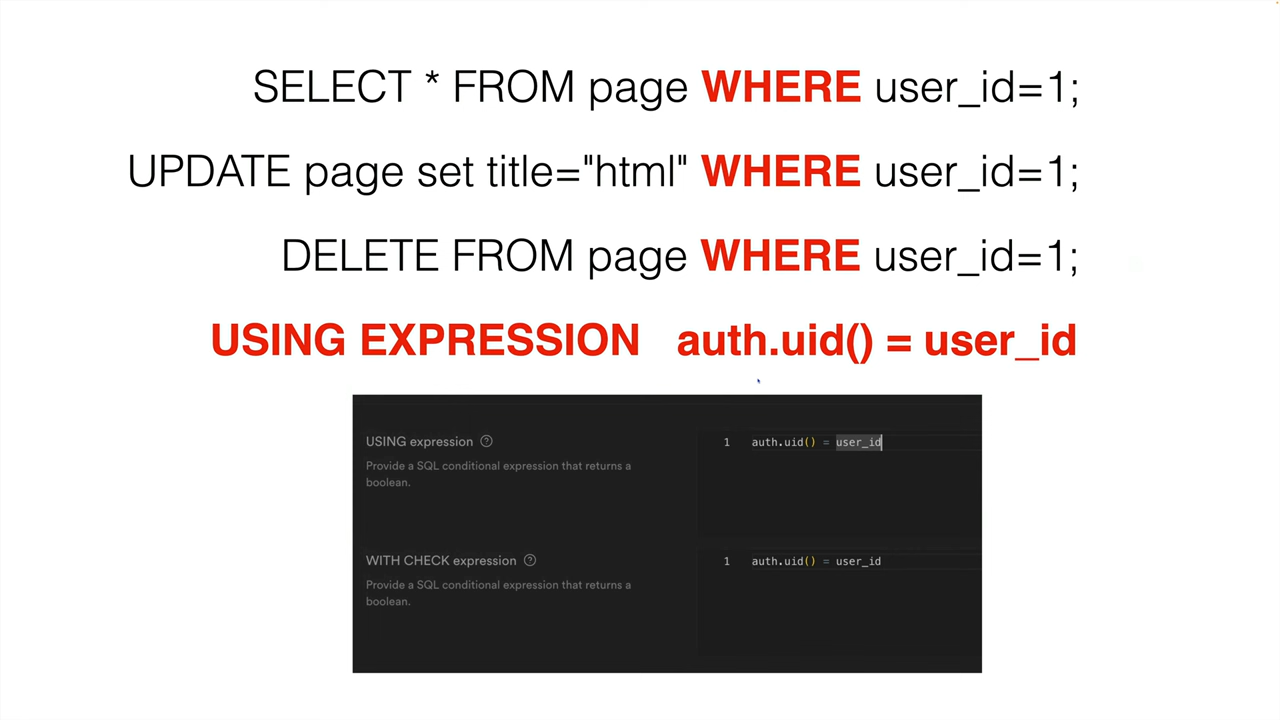 SELECT * FROM page WHERE user_id=1;
UPDATE page set title="html" WHERE user_id=1;
DELETE FROM page WHERE user_id=1;
USING EXPRESSION auth.uid() = user_id
USING expression ?
1 auth.uid() = user_id
Provide a SQL conditional expression that returns a
boolean.
WITH CHECK expression ?
1 auth.uid() = user_id
Provide a SQL conditional expression that returns a
boolean.